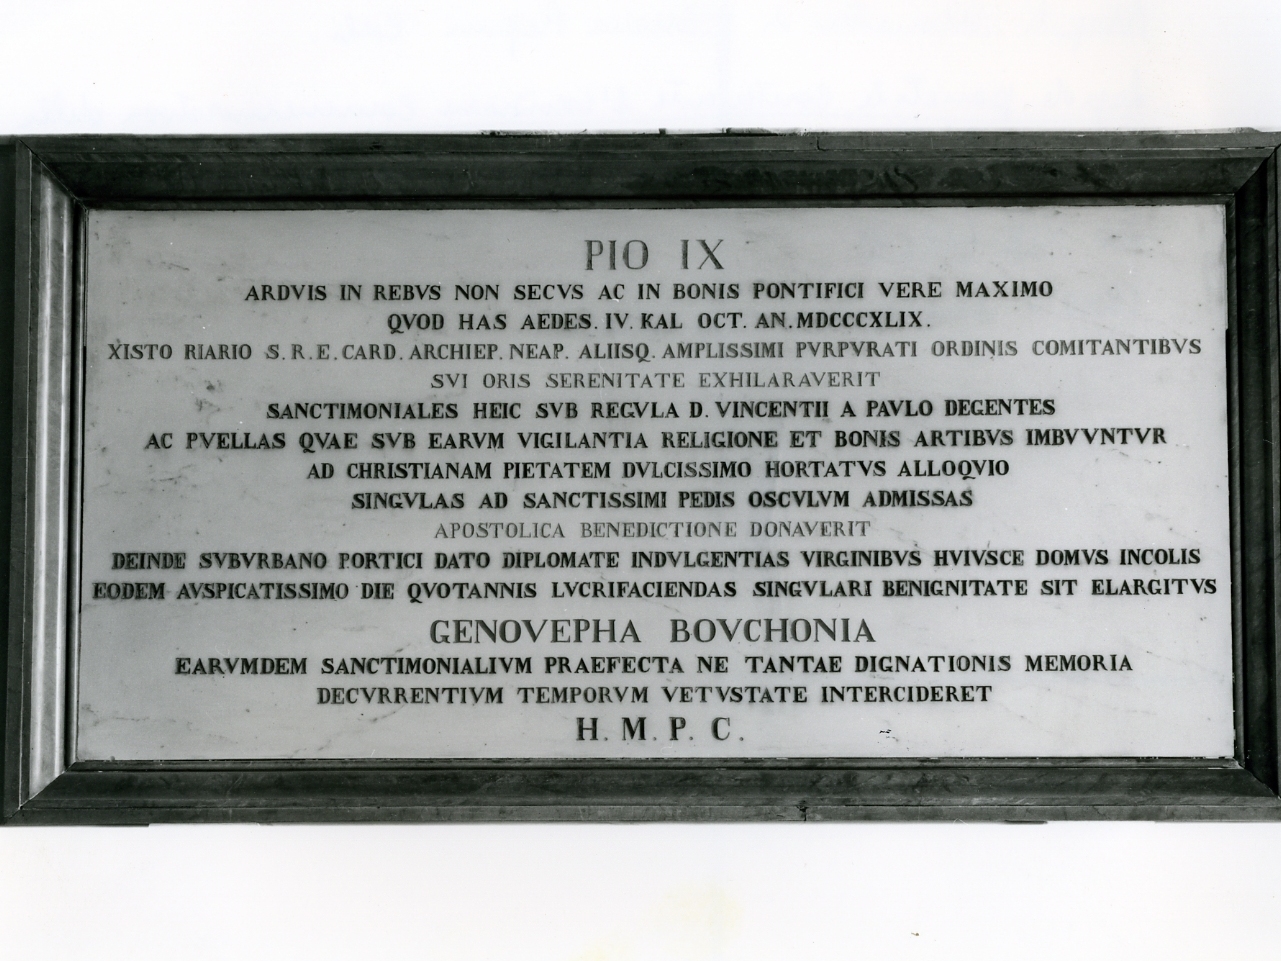 PIO IX
ARDVIS IN REBVS NON SECVS AC IN BONIS PONTIFICI VERE MAXIMO
QVOD HAS AEDES. IV. KAL OCT. AN. MDCCCXLIX.
XISTO RIARIO S.R.E. CARD. ARCHIEP. NEAP. ALIISQ. AMPLISSIMI PVRPVRATI ORDINIS COMITANTIBVS
SVI ORIS SERENITATE EXHILARAVERIT
SANCTIMONIALES HEIC SVB REGVLA D. VINCENTII A PAVLO DEGENTES
AC PVELLAS QVAE SVB EARVM VIGILANTIA RELIGIONE ET BONIS ARTIBVS IMBVVNTVR
AD CHRISTIANAM PIETATEM DVLCISSIMO HORTATVS ALLOQVIO
SINGVLAS AD SANCTISSIMI PEDIS OSCVLVM ADMISSAS
APOSTOLICA BENEDICTIONE DONAVERIT
DEINDE SVBVRBANO PORTICI DATO DIPLOMATE INDVLGENTIAS VIRGINIBVS HVIVSCE DOMVS INCOLIS
EODEM AVSPICATISSIMO DIE QVOTANNIS LVCRIFACIENDAS SINGVLARI BENIGNITATE SIT ELARGITVS
GENOVEPHA BOVCHONIA
EARVMDEM SANCTIMONIALIVM PRAEFECTA NE TANTAE DIGNATIONIS MEMORIA
DECVRRENTIVM TEMPORVM VETVSTATE INTERCIDERET
H. M. P. C.